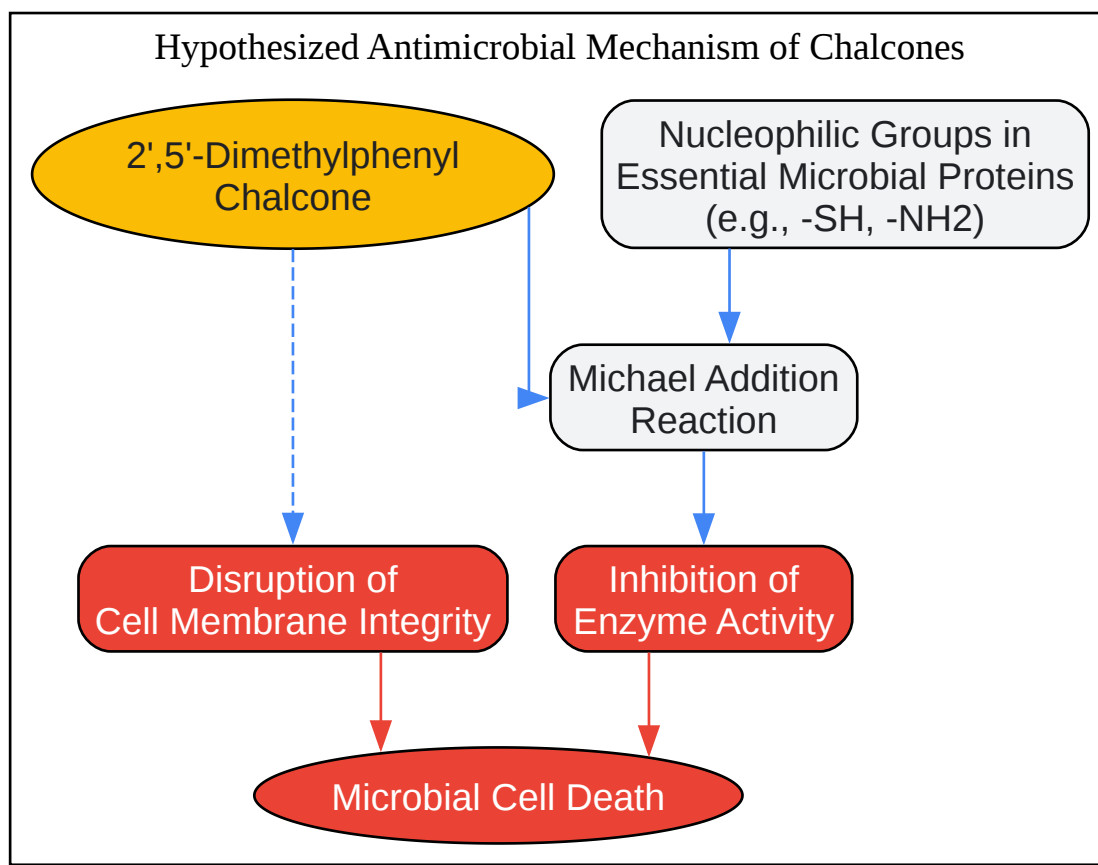 Hypothesized Antimicrobial Mechanism of Chalcones
2',5'-Dimethylphenyl
Chalcone
Nucleophilic Groups in
Essential Microbial Proteins
(e.g., -SH, -NH2)
Michael Addition
Reaction
Disruption of
Cell Membrane Integrity
Inhibition of
Enzyme Activity
Microbial Cell Death